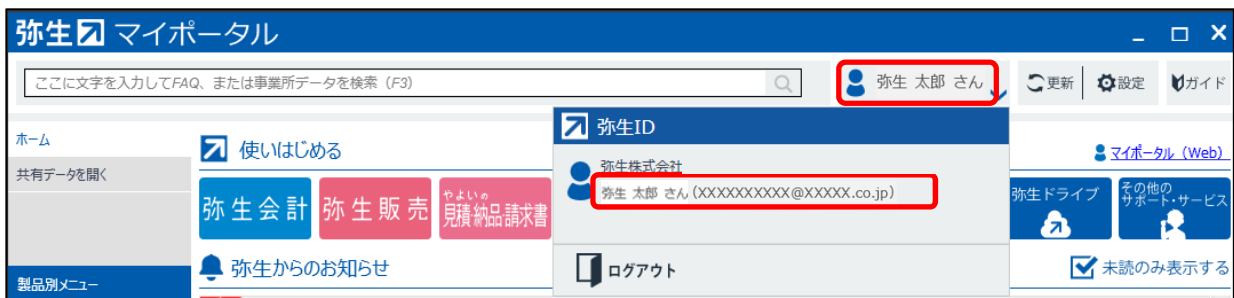 弥生 マイポータル
ここに文字を入力してFAQ、または事業所データを検索 (F3)
弥生 太郎 さん
更新
設定
ガイド
ホーム
共有データを開く
製品別メニュー
使いはじめる
弥生会計
弥生販売
やよいの
見積・納品・請求書
弥生からのお知らせ
弥生ID
弥生株式会社
弥生 太郎 さん (XXXXXXXXXX@XXXXX.co.jp)
ログアウト
マイポータル (Web)
弥生ドライブ
その他の
サポート・サービス
未読のみ表示する